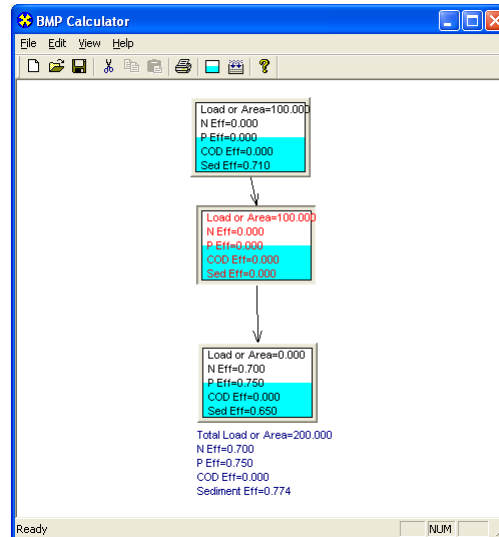 BMP Calculator
File Edit View Help
Load or Area=100.000
N Eff=0.000
P Eff=0.000
COD Eff=0.000
Sed Eff=0.710
Load or Area=100.000
N Eff=0.000
P Eff=0.000
COD Eff=0.000
Sed Eff=0.000
Load or Area=0.000
N Eff=0.700
P Eff=0.750
COD Eff=0.000
Sed Eff=0.650
Total Load or Area=200.000
N Eff=0.700
P Eff=0.750
COD Eff=0.000
Sediment Eff=0.774
Ready NUM